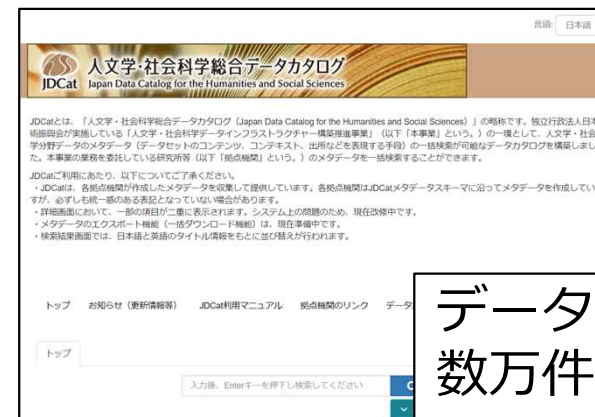 言語: 日本語
JDCat 人文学・社会科学総合データカタログ
Japan Data Catalog for the Humanities and Social Sciences
JDCatとは、「人文学・社会科学総合データカタログ（Japan Data Catalog for the Humanities and Social Sciences）」の略称です。独立行政法人日本
術振興会が実施している「人文学・社会科学データインフラストラクチャー構築推進事業」（以下「本事業」という。）の一環として、人文学・社会
学分野データのメタデータ（データセットのコンテンツ、コンテキスト、出所などを表現する手段）の一括検索が可能なデータカタログを構築しまし
た。本事業の業務を委託している研究所等（以下「拠点機関」という。）のメタデータを一括検索することができます。
JDCatご利用にあたり、以下についてご了承ください。
・JDCatは、各拠点機関が作成したメタデータを収集して提供しています。各拠点機関はJDCatメタデータスキーマに沿ってメタデータを作成してい
すが、必ずしも統一感のある表記となっていない場合があります。
・詳細画面において、一部の項目が二重に表示されます。システム上の問題のため、現在改修中です。
・メタデータのエクスポート機能（一括ダウンロード機能）は、現在準備中です。
・検索結果画面では、日本語と英語のタイトル情報をもとに並び替えが行われます。
トップ お知らせ（更新情報等） JDCat利用マニュアル 拠点機関のリンク データ
トップ
入力後、Enterキーを押下し検索してください
データ
数万件